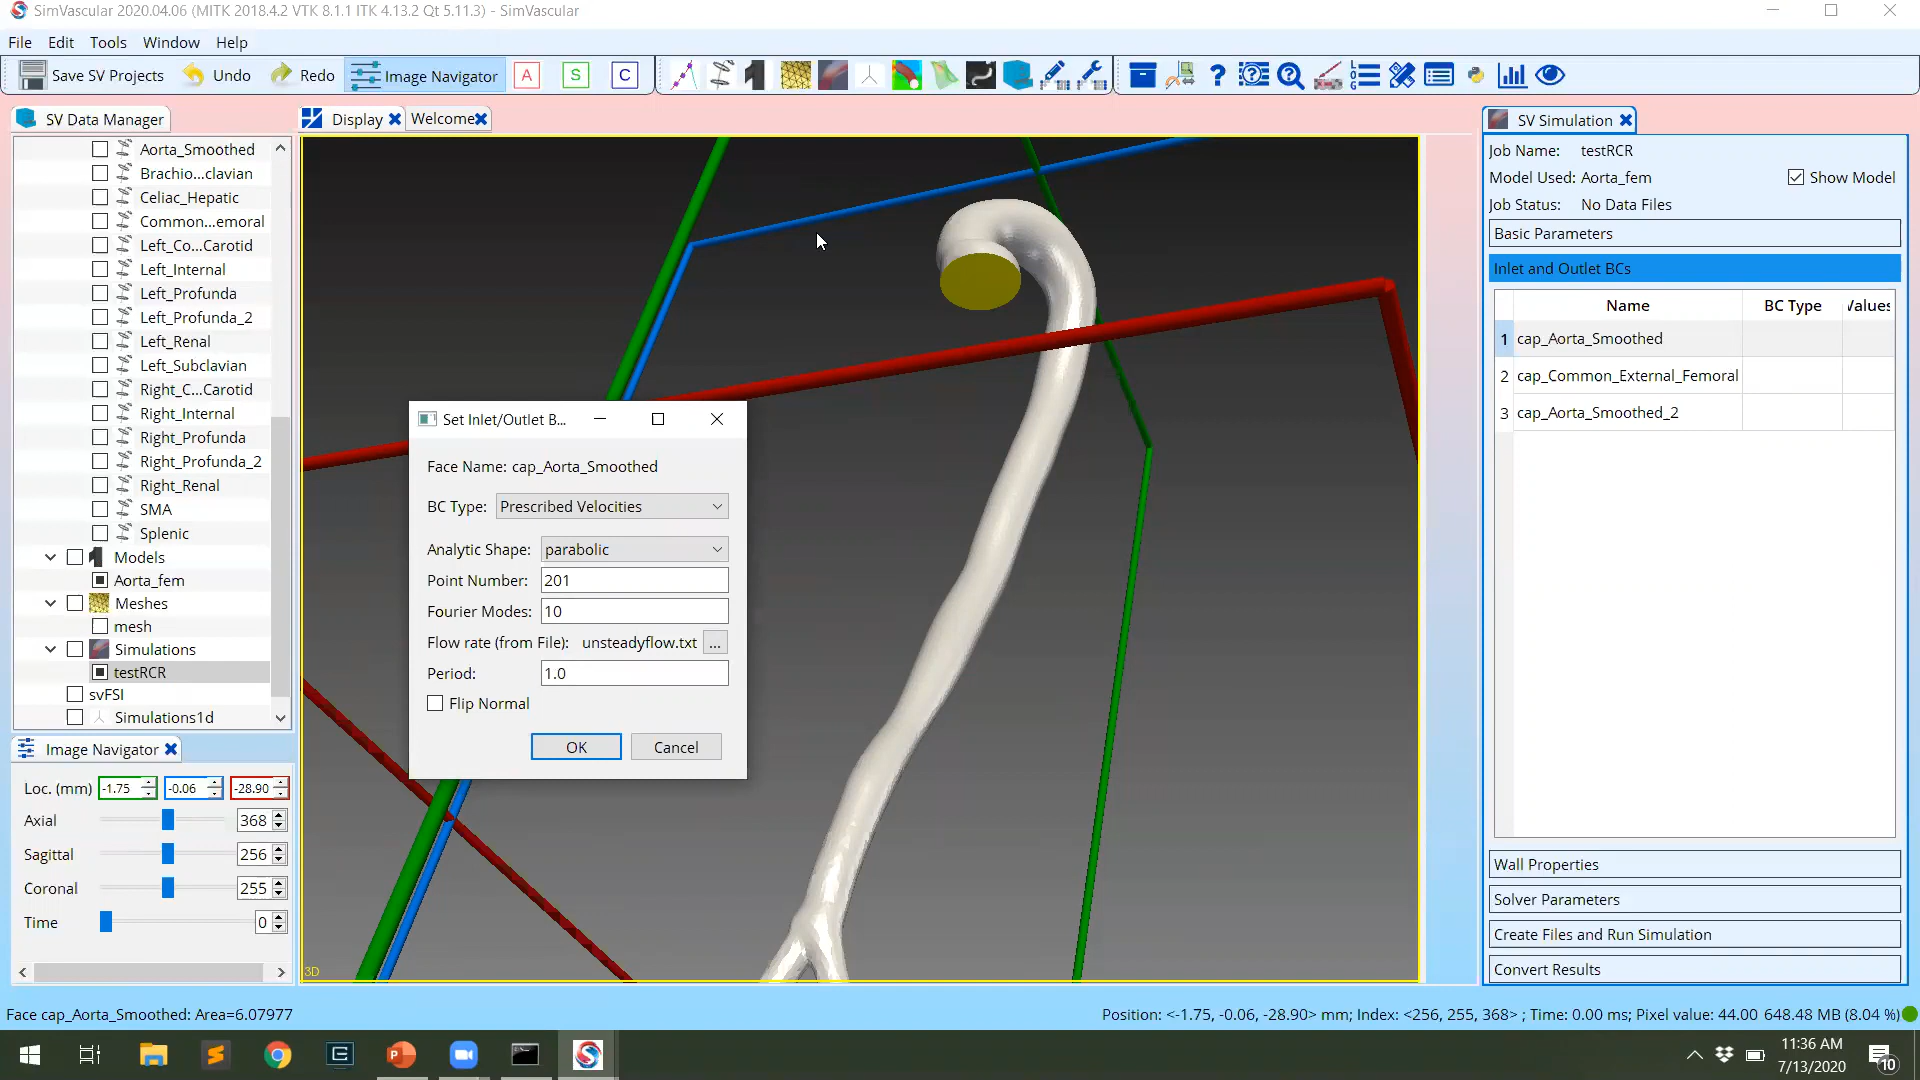 SimVascular 2020.04.06 (MITK 2018.4.2 VTK 8.1.1 ITK 4.13.2 Qt 5.11.3) - SimVascular
File Edit Tools Window Help
Save SV Projects Undo Redo Image Navigator A S C
SV Data Manager
Aorta_Smoothed
Brachio...clavian
Celiac_Hepatic
Common...emoral
Left_Co...Carotid
Left_Internal
Left_Profunda
Left_Profunda_2
Left_Renal
Left_Subclavian
Right_C...Carotid
Right_Internal
Right_Profunda
Right_Profunda_2
Right_Renal
SMA
Splenic
Models
Aorta_fem
Meshes
mesh
Simulations
testRCR
svFSI
Simulations1d
Image Navigator
Loc. (mm) -1.75 -0.06 -28.90
Axial 368
Sagittal 256
Coronal 255
Time 0
Display Welcome
3D
Set Inlet/Outlet B...
Face Name: cap_Aorta_Smoothed
BC Type: Prescribed Velocities
Analytic Shape: parabolic
Point Number: 201
Fourier Modes: 10
Flow rate (from File): unsteadyflow.txt ...
Period: 1.0
Flip Normal
OK Cancel
SV Simulation
Job Name: testRCR
Model Used: Aorta_fem Show Model
Job Status: No Data Files
Basic Parameters
Inlet and Outlet BCs
Name BC Type Values
1 cap_Aorta_Smoothed
2 cap_Common_External_Femoral
3 cap_Aorta_Smoothed_2
Wall Properties
Solver Parameters
Create Files and Run Simulation
Convert Results
Face cap_Aorta_Smoothed: Area=6.07977
Position: <-1.75, -0.06, -28.90> mm; Index: <256, 255, 368> ; Time: 0.00 ms; Pixel value: 44.00 648.48 MB (8.04 %)
11:36 AM
7/13/2020
10